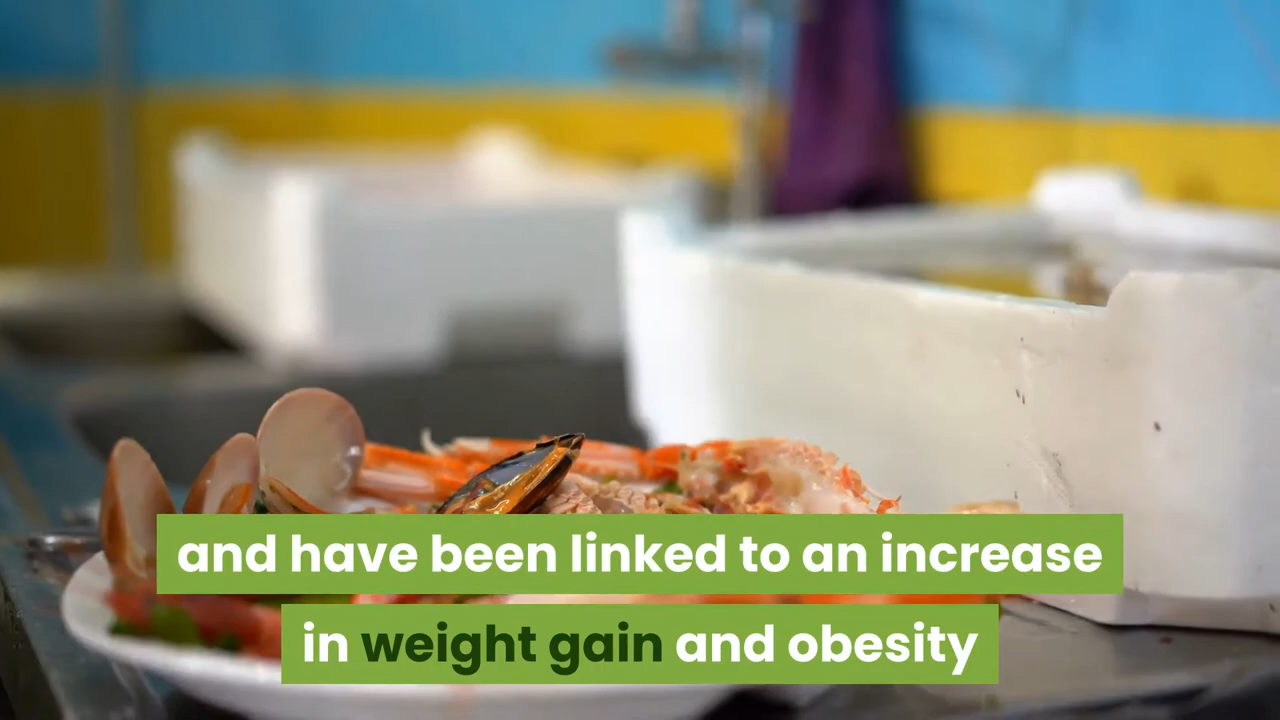 and have been linked to an increase
in weight gain and obesity